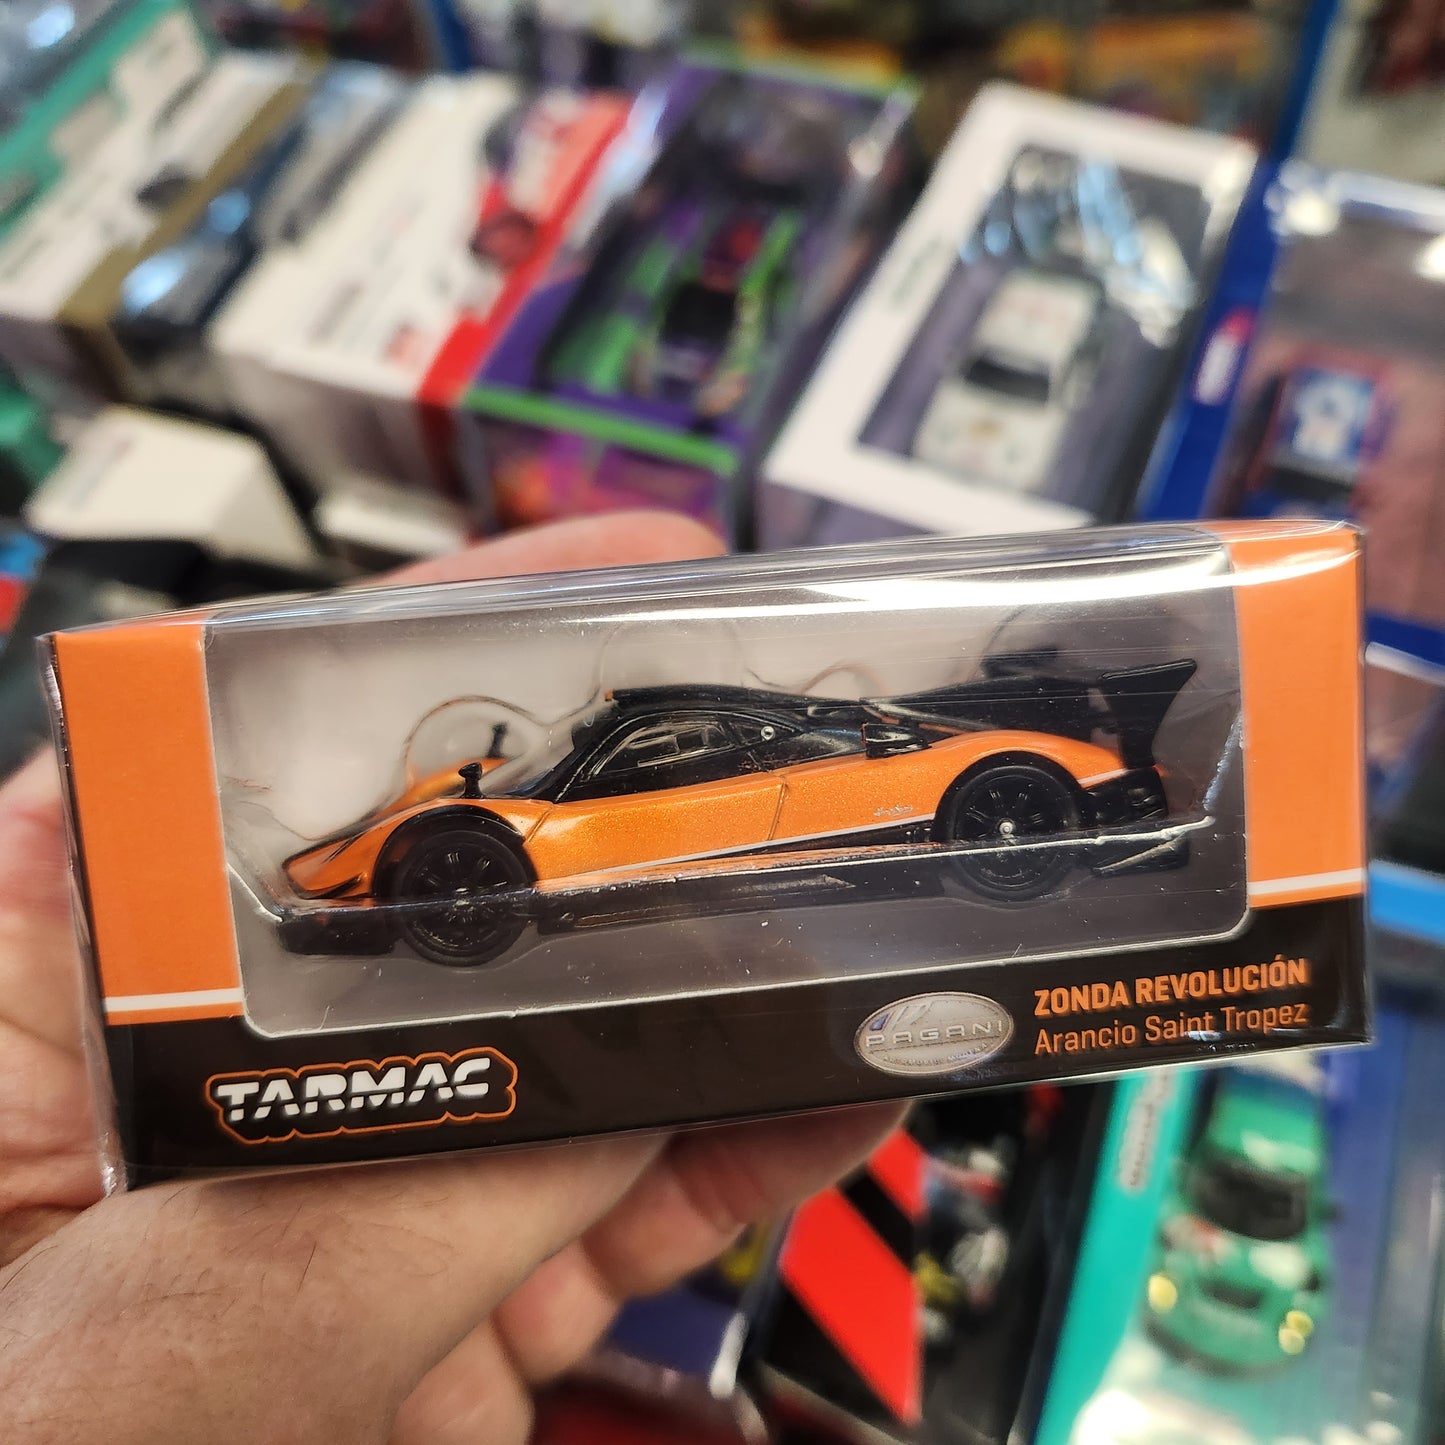 TARMAC
PAGANI
ZONDA REVOLUCIÓN
Arancio Saint Tropez